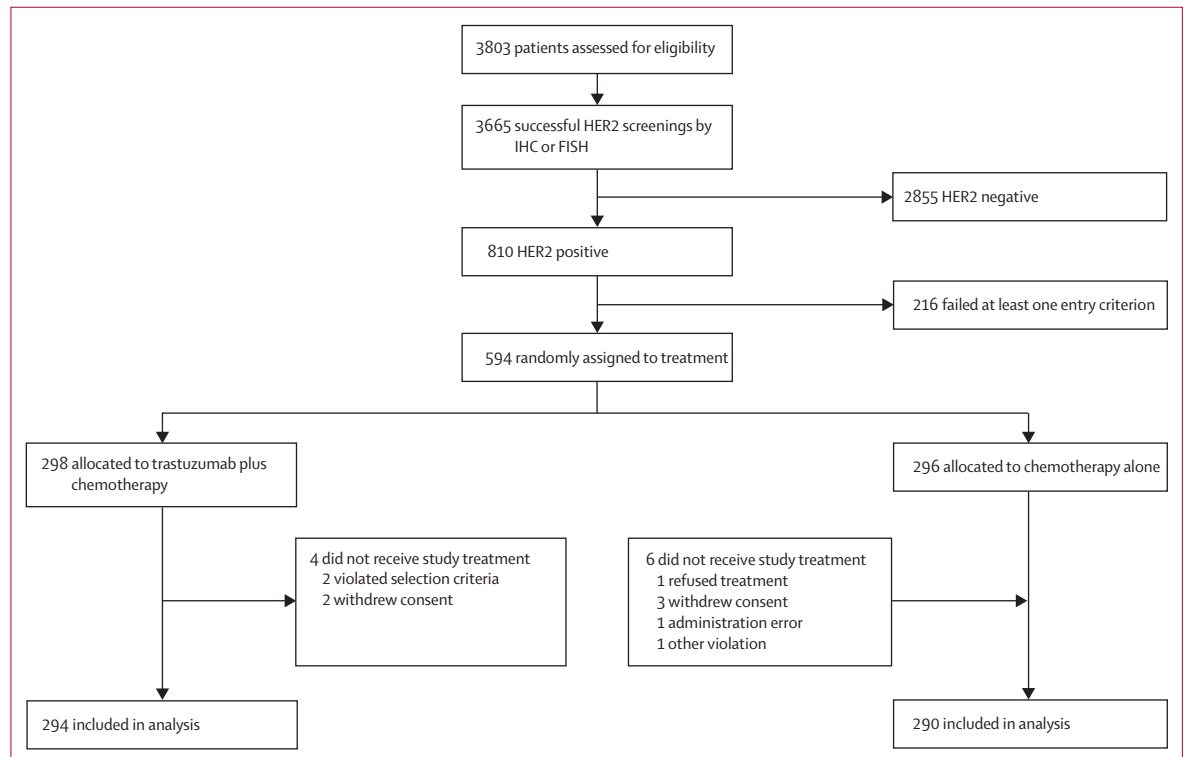 3803 patients assessed for eligibility
3665 successful HER2 screenings by
IHC or FISH
2855 HER2 negative
810 HER2 positive
216 failed at least one entry criterion
594 randomly assigned to treatment
298 allocated to trastuzumab plus
chemotherapy
296 allocated to chemotherapy alone
4 did not receive study treatment
2 violated selection criteria
2 withdrew consent
6 did not receive study treatment
1 refused treatment
3 withdrew consent
1 administration error
1 other violation
294 included in analysis
290 included in analysis